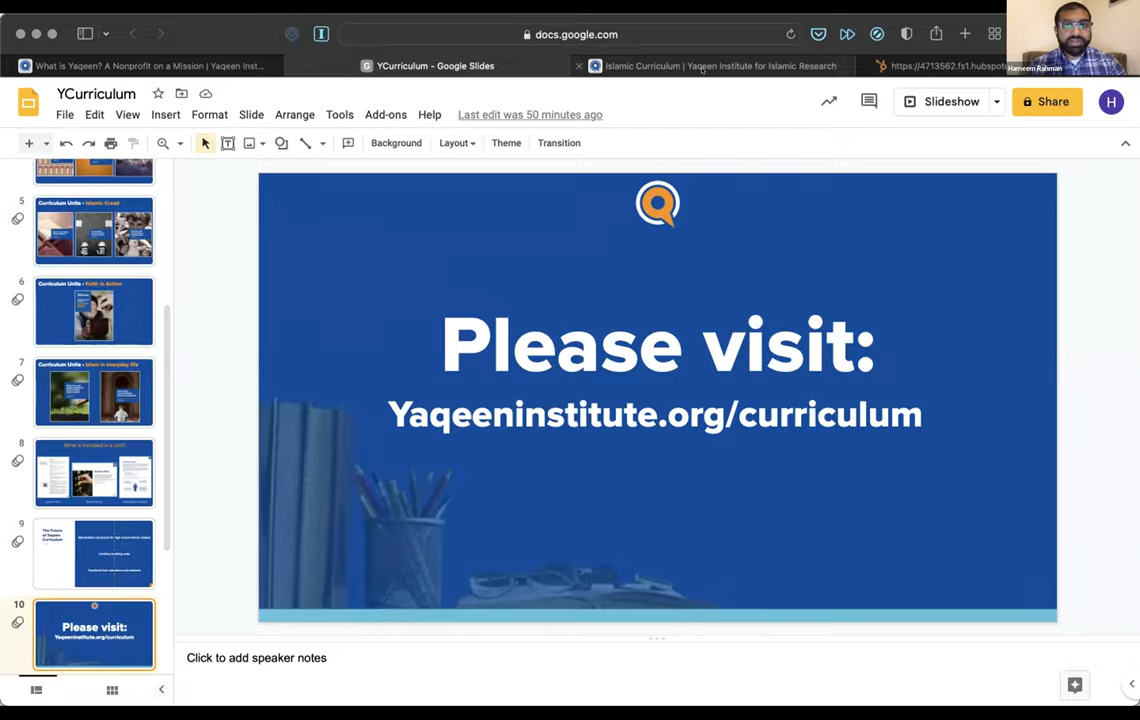 docs.google.com
What is Yaqeen? A Nonprofit on a Mission | Yaqeen Inst...
YCurriculum - Google Slides
Islamic Curriculum | Yaqeen Institute for Islamic Research
https://4713562.fs1.hubspotu
Hameem Rahman
YCurriculum
File Edit View Insert Format Slide Arrange Tools Add-ons Help
Last edit was 50 minutes ago
Slideshow
Share
H
Background Layout Theme Transition
5
Curriculum Units - Islamic Creed
6
Curriculum Units - Faith in Action
7
Curriculum Units - Islam in everyday life
8
What is included in a unit?
9
The Future
of Yaqeen
Curriculum
10
Please visit:
Yaqeeninstitute.org/curriculum
Please visit:
Yaqeeninstitute.org/curriculum
Click to add speaker notes